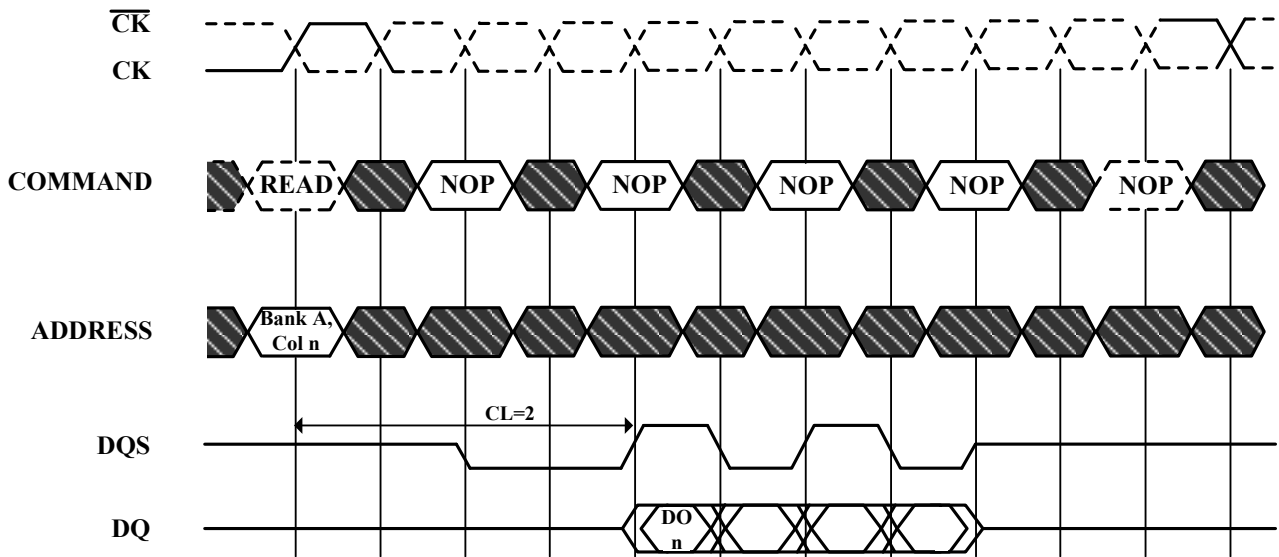 CK
CK
COMMAND
READ
NOP
NOP
NOP
NOP
NOP
ADDRESS
Bank A,
Col n
CL=2
DQS
DQ
DO
n